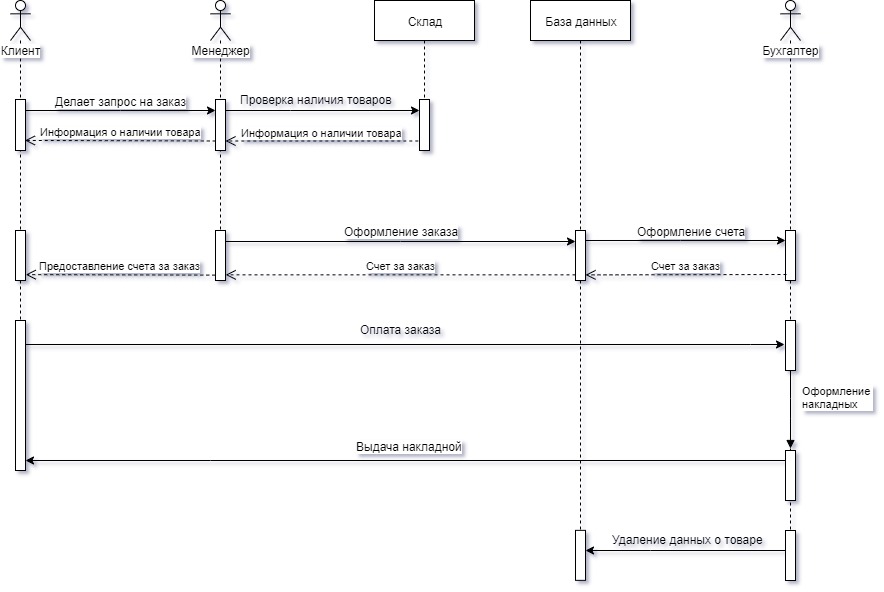 Клиент
Менеджер
Склад
База данных
Бухгалтер
Делает запрос на заказ
Проверка наличия товаров
Информация о наличии товара
Информация о наличии товара
Оформление заказа
Оформление счета
Предоставление счета за заказ
Счет за заказ
Счет за заказ
Оплата заказа
Оформление
накладных
Выдача накладной
Удаление данных о товаре